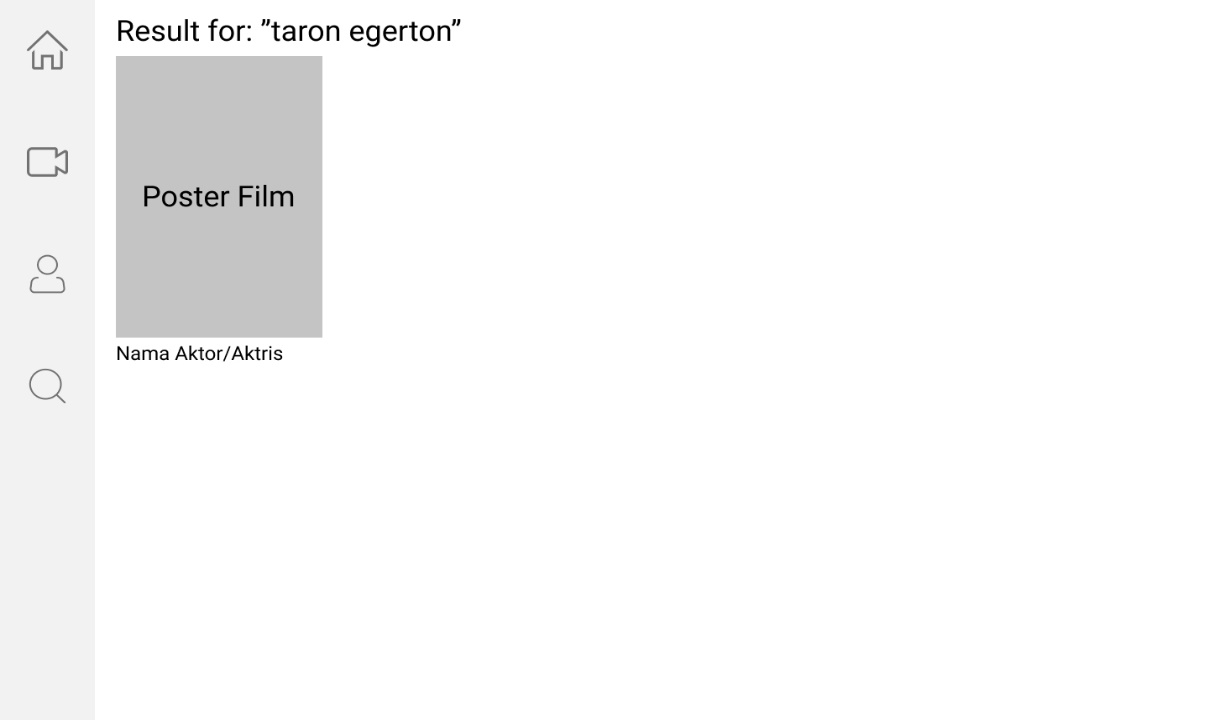 Result for: ”taron egerton”
Poster Film
Nama Aktor/Aktris